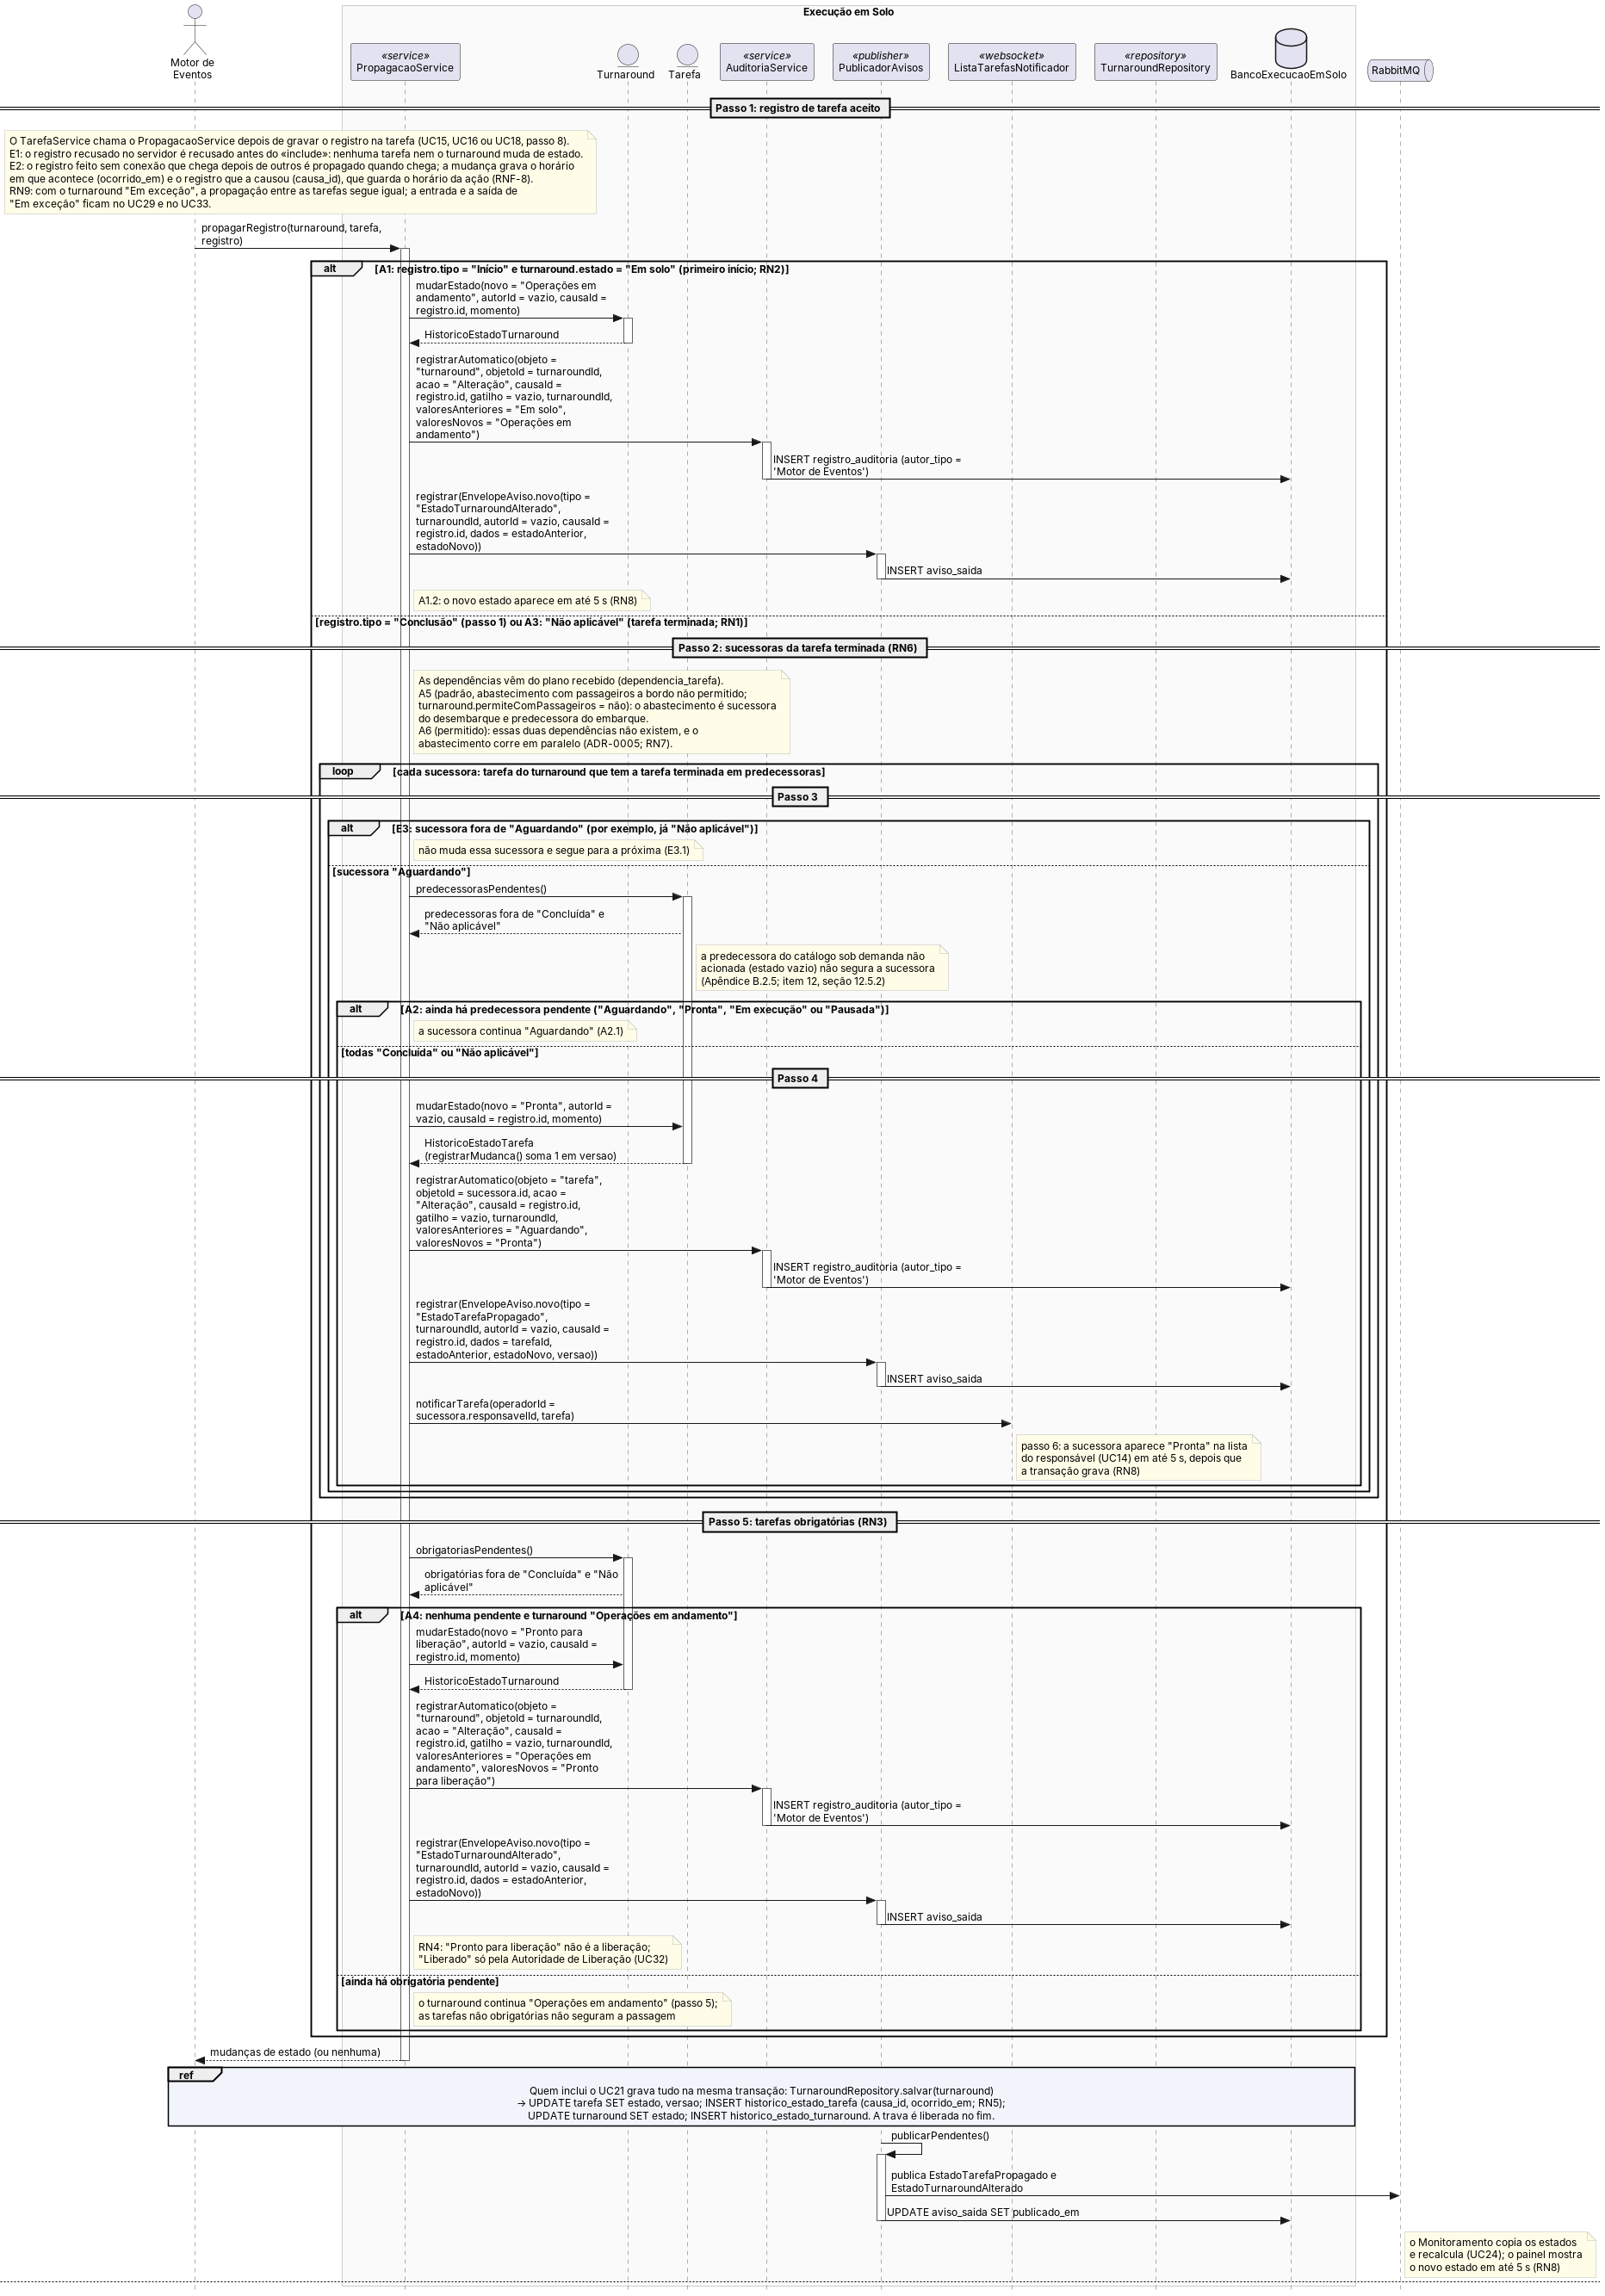 Execução em Solo
Motor de
Eventos
«service»
PropagacaoService
Turnaround
Tarefa
«service»
AuditoriaService
«publisher»
PublicadorAvisos
«websocket»
ListaTarefasNotificador
«repository»
TurnaroundRepository
BancoExecucaoEmSolo
RabbitMQ
Passo 1: registro de tarefa aceito
O TarefaService chama o PropagacaoService depois de gravar o registro na tarefa (UC15, UC16 ou UC18, passo 8).
E1: o registro recusado no servidor é recusado antes do «include»: nenhuma tarefa nem o turnaround muda de estado.
E2: o registro feito sem conexão que chega depois de outros é propagado quando chega; a mudança grava o horário
em que acontece (ocorrido_em) e o registro que a causou (causa_id), que guarda o horário da ação (RNF-8).
RN9: com o turnaround "Em exceção", a propagação entre as tarefas segue igual; a entrada e a saída de
"Em exceção" ficam no UC29 e no UC33.
propagarRegistro(turnaround, tarefa,
registro)
alt
[A1: registro.tipo = "Início" e turnaround.estado = "Em solo" (primeiro início; RN2)]
mudarEstado(novo = "Operações em
andamento", autorId = vazio, causaId =
registro.id, momento)
HistoricoEstadoTurnaround
registrarAutomatico(objeto =
"turnaround", objetoId = turnaroundId,
acao = "Alteração", causaId =
registro.id, gatilho = vazio, turnaroundId,
valoresAnteriores = "Em solo",
valoresNovos = "Operações em
andamento")
INSERT registro_auditoria (autor_tipo =
'Motor de Eventos')
registrar(EnvelopeAviso.novo(tipo =
"EstadoTurnaroundAlterado",
turnaroundId, autorId = vazio, causaId =
registro.id, dados = estadoAnterior,
estadoNovo))
INSERT aviso_saida
A1.2: o novo estado aparece em até 5 s (RN8)
[registro.tipo = "Conclusão" (passo 1) ou A3: "Não aplicável" (tarefa terminada; RN1)]
Passo 2: sucessoras da tarefa terminada (RN6)
As dependências vêm do plano recebido (dependencia_tarefa).
A5 (padrão, abastecimento com passageiros a bordo não permitido;
turnaround.permiteComPassageiros = não): o abastecimento é sucessora
do desembarque e predecessora do embarque.
A6 (permitido): essas duas dependências não existem, e o
abastecimento corre em paralelo (ADR-0005; RN7).
loop
[cada sucessora: tarefa do turnaround que tem a tarefa terminada em predecessoras]
Passo 3
alt
[E3: sucessora fora de "Aguardando" (por exemplo, já "Não aplicável")]
não muda essa sucessora e segue para a próxima (E3.1)
[sucessora "Aguardando"]
predecessorasPendentes()
predecessoras fora de "Concluída" e
"Não aplicável"
a predecessora do catálogo sob demanda não
acionada (estado vazio) não segura a sucessora
(Apêndice B.2.5; item 12, seção 12.5.2)
alt
[A2: ainda há predecessora pendente ("Aguardando", "Pronta", "Em execução" ou "Pausada")]
a sucessora continua "Aguardando" (A2.1)
[todas "Concluída" ou "Não aplicável"]
Passo 4
mudarEstado(novo = "Pronta", autorId =
vazio, causaId = registro.id, momento)
HistoricoEstadoTarefa
(registrarMudanca() soma 1 em versao)
registrarAutomatico(objeto = "tarefa",
objetoId = sucessora.id, acao =
"Alteração", causaId = registro.id,
gatilho = vazio, turnaroundId,
valoresAnteriores = "Aguardando",
valoresNovos = "Pronta")
INSERT registro_auditoria (autor_tipo =
'Motor de Eventos')
registrar(EnvelopeAviso.novo(tipo =
"EstadoTarefaPropagado",
turnaroundId, autorId = vazio, causaId =
registro.id, dados = tarefaId,
estadoAnterior, estadoNovo, versao))
INSERT aviso_saida
notificarTarefa(operadorId =
sucessora.responsavelId, tarefa)
passo 6: a sucessora aparece "Pronta" na lista
do responsável (UC14) em até 5 s, depois que
a transação grava (RN8)
Passo 5: tarefas obrigatórias (RN3)
obrigatoriasPendentes()
obrigatórias fora de "Concluída" e "Não
aplicável"
alt
[A4: nenhuma pendente e turnaround "Operações em andamento"]
mudarEstado(novo = "Pronto para
liberação", autorId = vazio, causaId =
registro.id, momento)
HistoricoEstadoTurnaround
registrarAutomatico(objeto =
"turnaround", objetoId = turnaroundId,
acao = "Alteração", causaId =
registro.id, gatilho = vazio, turnaroundId,
valoresAnteriores = "Operações em
andamento", valoresNovos = "Pronto
para liberação")
INSERT registro_auditoria (autor_tipo =
'Motor de Eventos')
registrar(EnvelopeAviso.novo(tipo =
"EstadoTurnaroundAlterado",
turnaroundId, autorId = vazio, causaId =
registro.id, dados = estadoAnterior,
estadoNovo))
INSERT aviso_saida
RN4: "Pronto para liberação" não é a liberação;
"Liberado" só pela Autoridade de Liberação (UC32)
[ainda há obrigatória pendente]
o turnaround continua "Operações em andamento" (passo 5);
as tarefas não obrigatórias não seguram a passagem
mudanças de estado (ou nenhuma)
ref
Quem inclui o UC21 grava tudo na mesma transação: TurnaroundRepository.salvar(turnaround)
→ UPDATE tarefa SET estado, versao; INSERT historico_estado_tarefa (causa_id, ocorrido_em; RN5);
UPDATE turnaround SET estado; INSERT historico_estado_turnaround. A trava é liberada no fim.
publicarPendentes()
publica EstadoTarefaPropagado e
EstadoTurnaroundAlterado
UPDATE aviso_saida SET publicado_em
o Monitoramento copia os estados
e recalcula (UC24); o painel mostra
o novo estado em até 5 s (RN8)